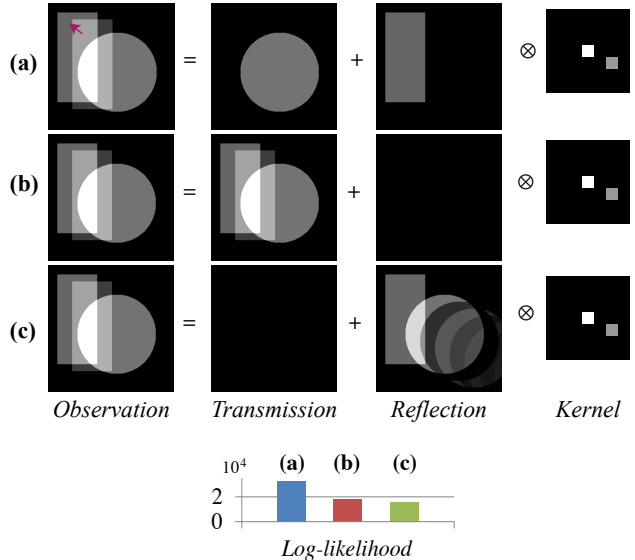 (a) = + ⊗
(b) = + ⊗
(c) = + ⊗
Observation Transmission Reflection Kernel
(a) (b) (c)
10⁴
2
0
Log-likelihood